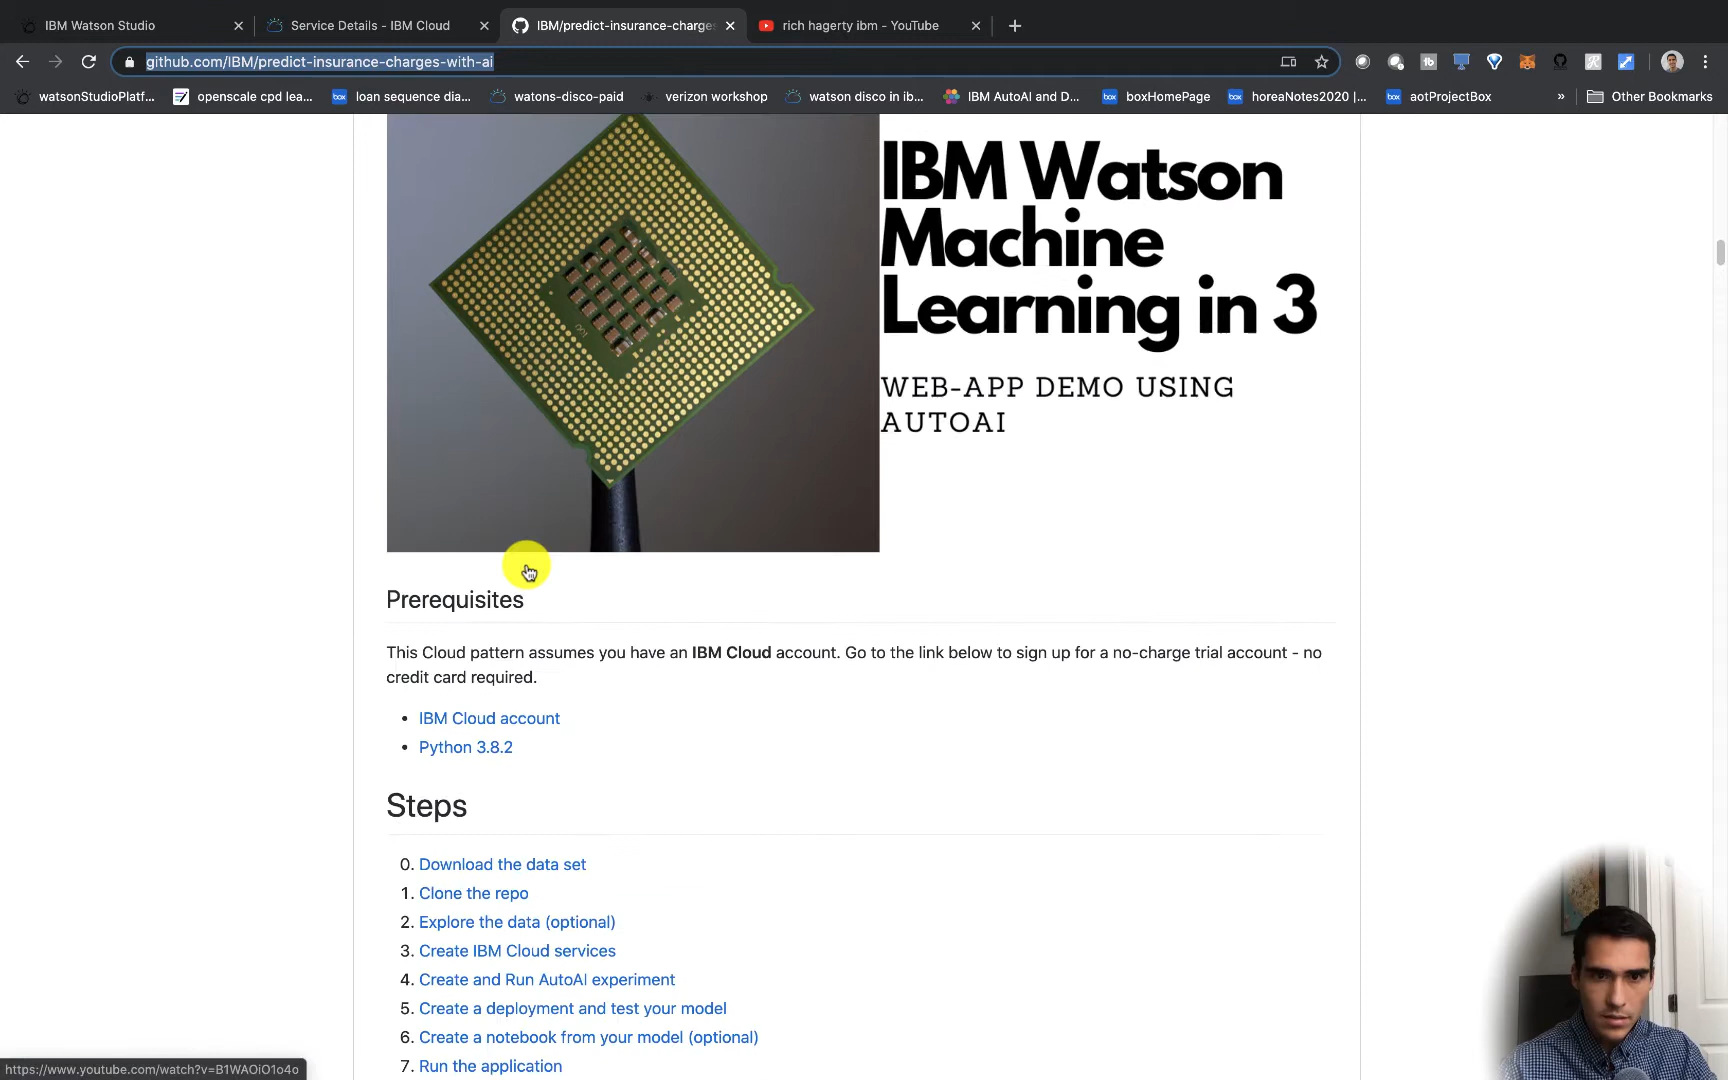 IBM Watson Studio
Service Details - IBM Cloud
IBM/predict-insurance-charges
rich hagerty ibm - YouTube
github.com/IBM/predict-insurance-charges-with-ai
watsonStudioPlatf...
openscale cpd lea...
loan sequence dia...
watons-disco-paid
verizon workshop
watson disco in ib...
IBM AutoAI and D...
boxHomePage
horeaNotes2020 |...
aotProjectBox
»
Other Bookmarks
IBM Watson
Machine
Learning in 3
WEB-APP DEMO USING
AUTOAI
Prerequisites
This Cloud pattern assumes you have an IBM Cloud account. Go to the link below to sign up for a no-charge trial account - no
credit card required.
• IBM Cloud account
• Python 3.8.2
Steps
0. Download the data set
1. Clone the repo
2. Explore the data (optional)
3. Create IBM Cloud services
4. Create and Run AutoAI experiment
5. Create a deployment and test your model
6. Create a notebook from your model (optional)
7. Run the application
https://www.youtube.com/watch?v=B1WAOiO1o4o